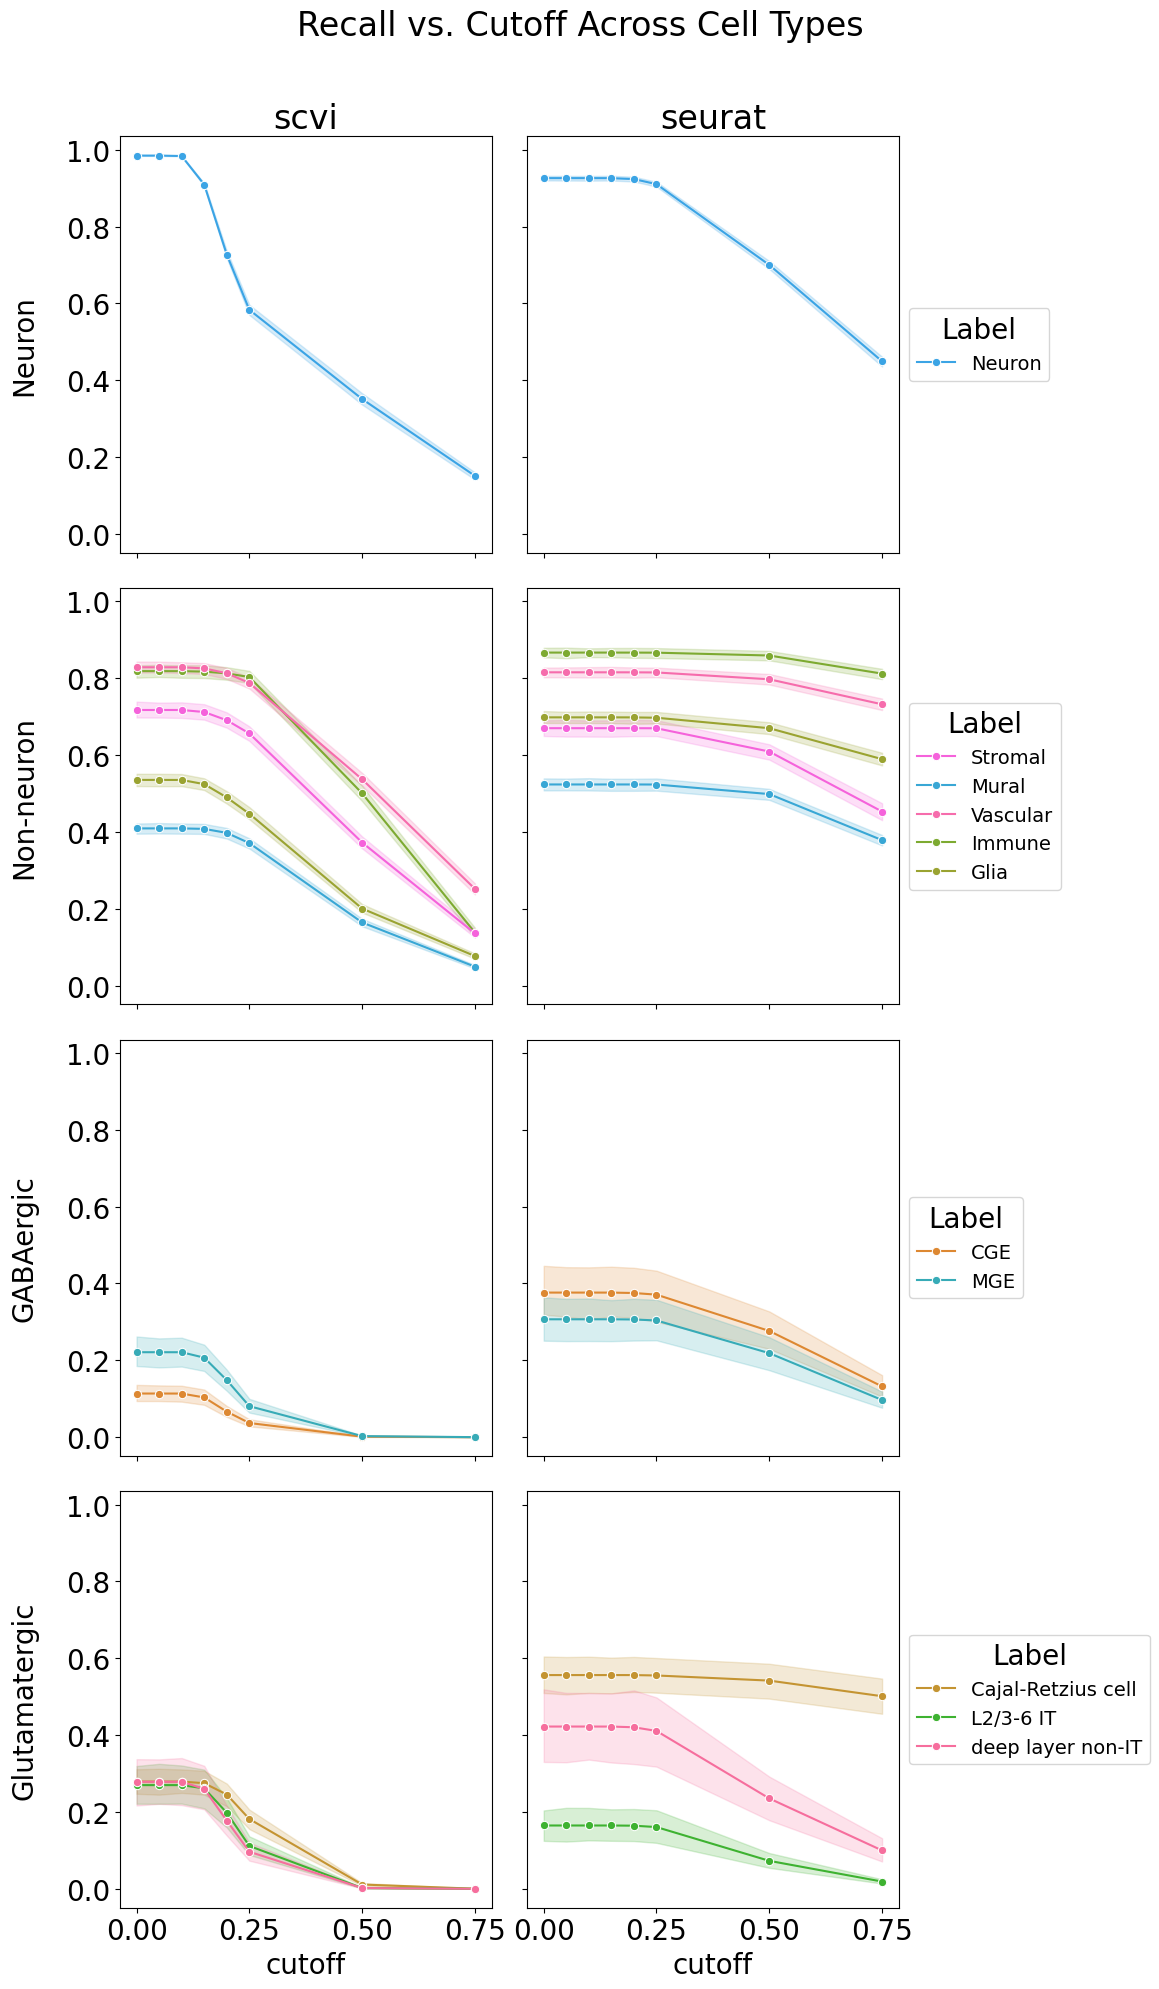 Recall vs. Cutoff Across Cell Types
scvi
seurat
1.0
0.8
0.6
0.4
0.2
0.0
Neuron
Label
Neuron
1.0
0.8
0.6
0.4
0.2
0.0
Non-neuron
Label
Stromal
Mural
Vascular
Immune
Glia
1.0
0.8
0.6
0.4
0.2
0.0
GABAergic
Label
CGE
MGE
1.0
0.8
0.6
0.4
0.2
0.0
Glutamatergic
Label
Cajal-Retzius cell
L2/3-6 IT
deep layer non-IT
0.00 0.25 0.50 0.75
0.00 0.25 0.50 0.75
cutoff
cutoff